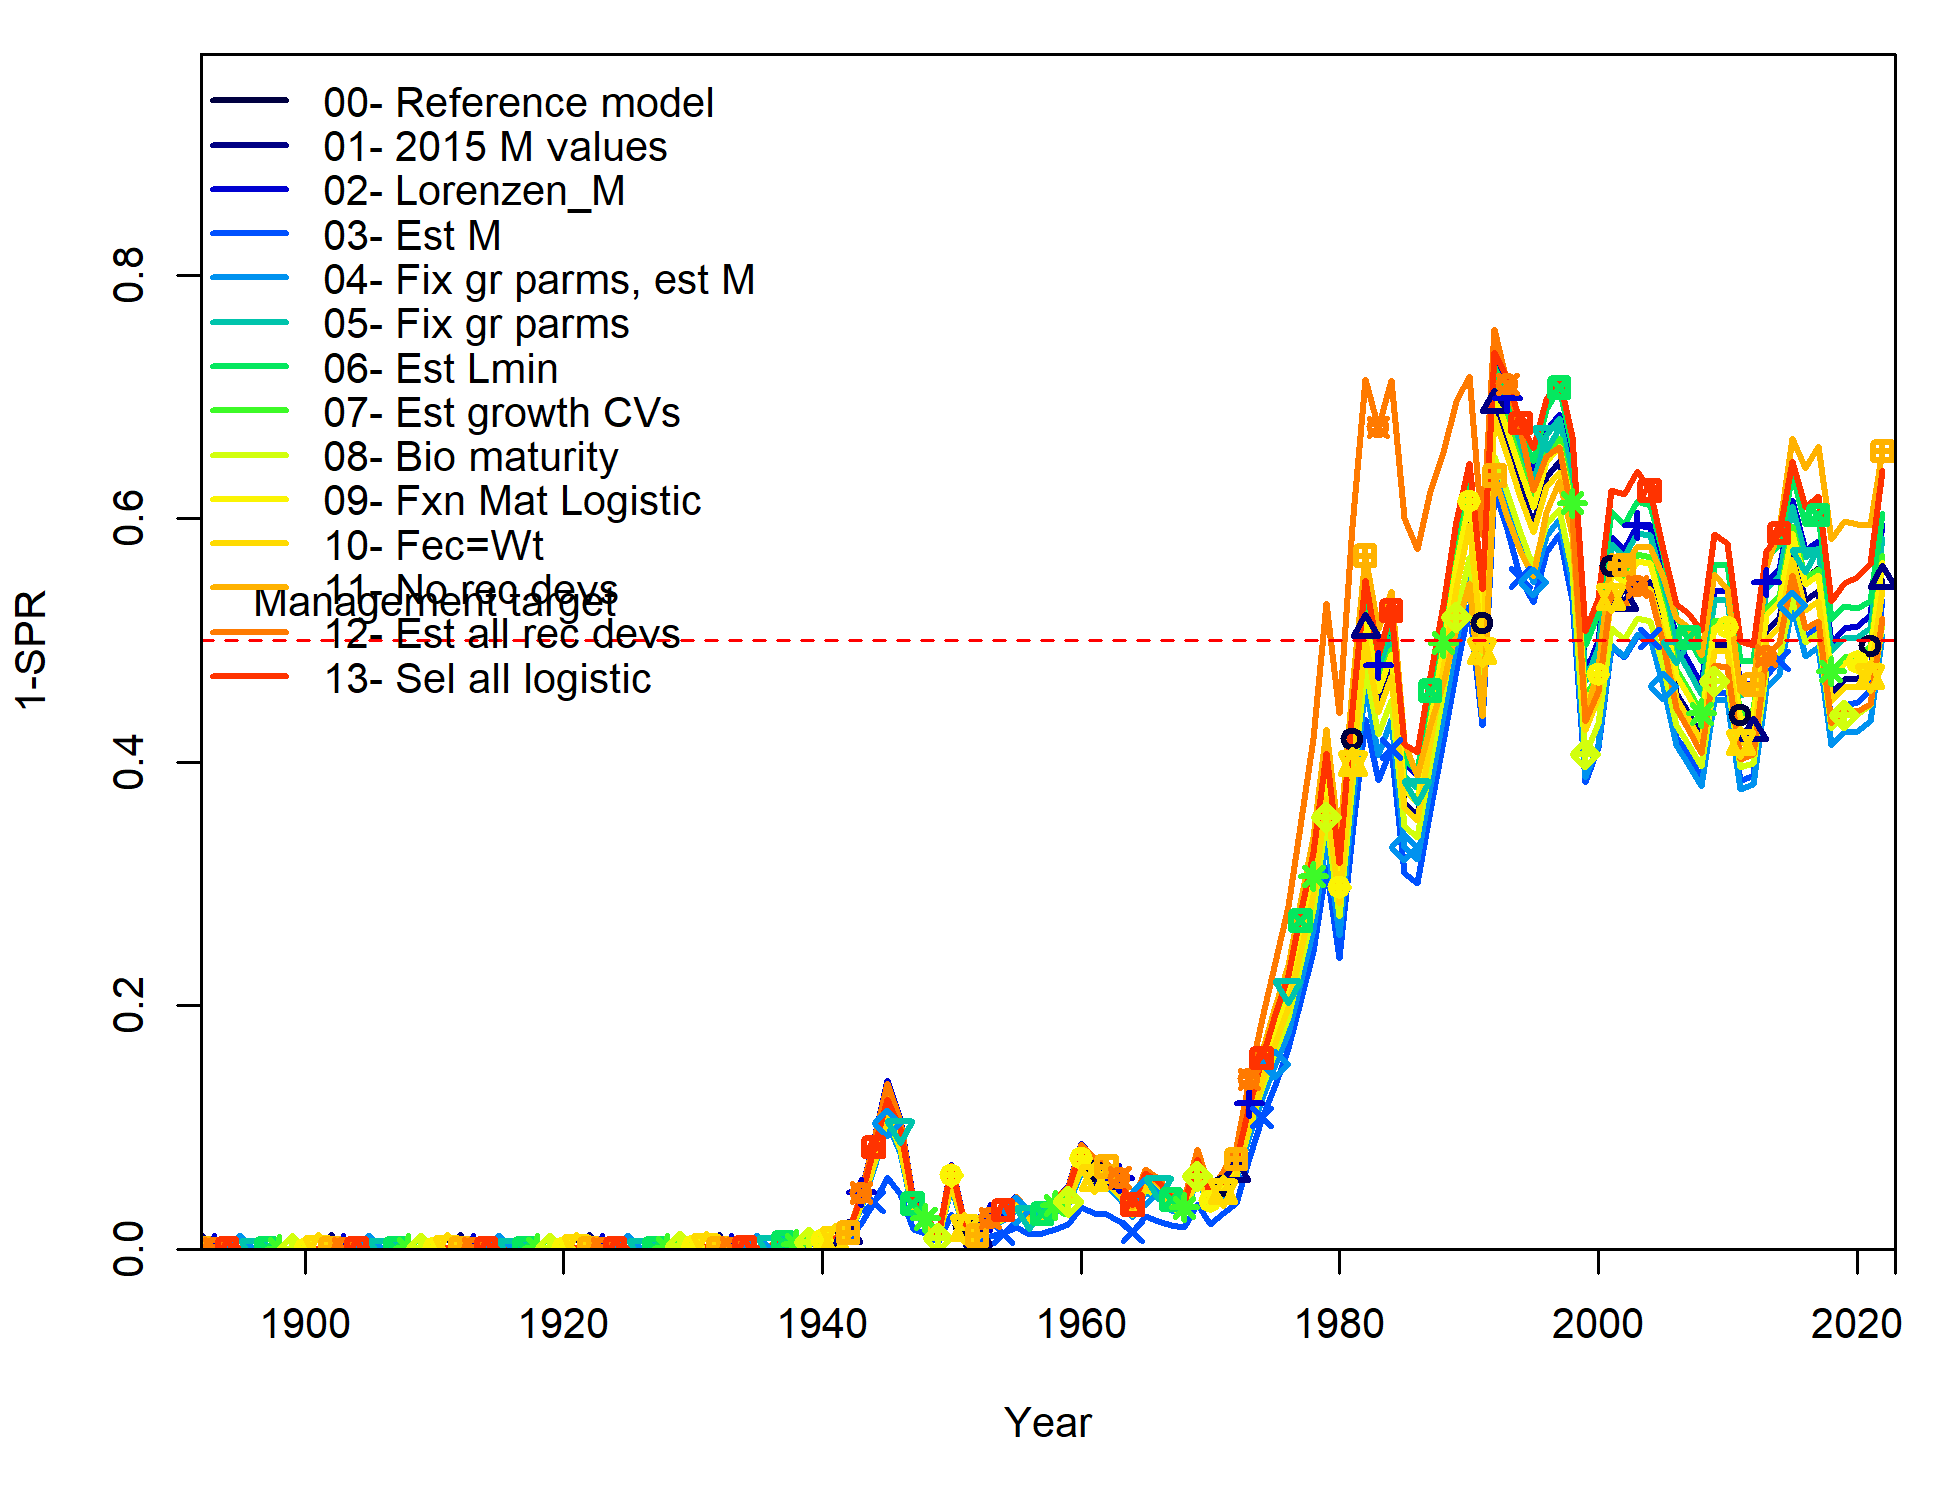 00- Reference model
01- 2015 M values
02- Lorenzen_M
03- Est M
04- Fix gr parms, est M
05- Fix gr parms
06- Est Lmin
07- Est growth CVs
08- Bio maturity
09- Fxn Mat Logistic
10- Fec=Wt
11- No rec devs
Management target
12- Est all rec devs
13- Sel all logistic
1-SPR
0.8
0.6
0.4
0.2
0.0
1900 1920 1940 1960 1980 2000 2020
Year